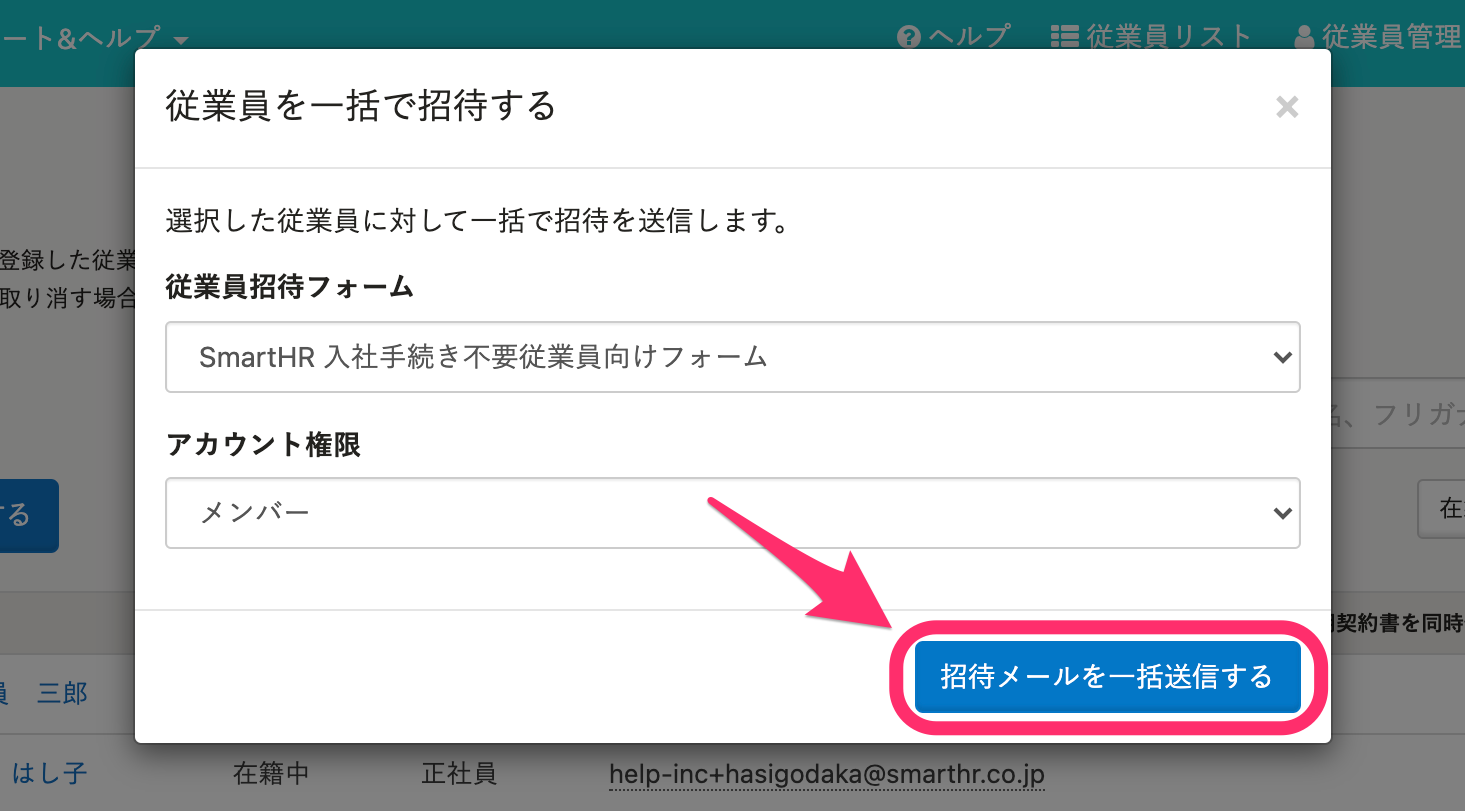 ート&ヘルプ
ヘルプ
従業員リスト
従業員管理
従業員を一括で招待する
×
選択した従業員に対して一括で招待を送信します。
登録した従業
取り消す場合
従業員招待フォーム
SmartHR 入社手続き不要従業員向けフォーム
名、フリガナ
アカウント権限
メンバー
する
在
契約書を同時
招待メールを一括送信する
員 三郎
はし子
在籍中
正社員
help-inc+hasigodaka@smarthr.co.jp